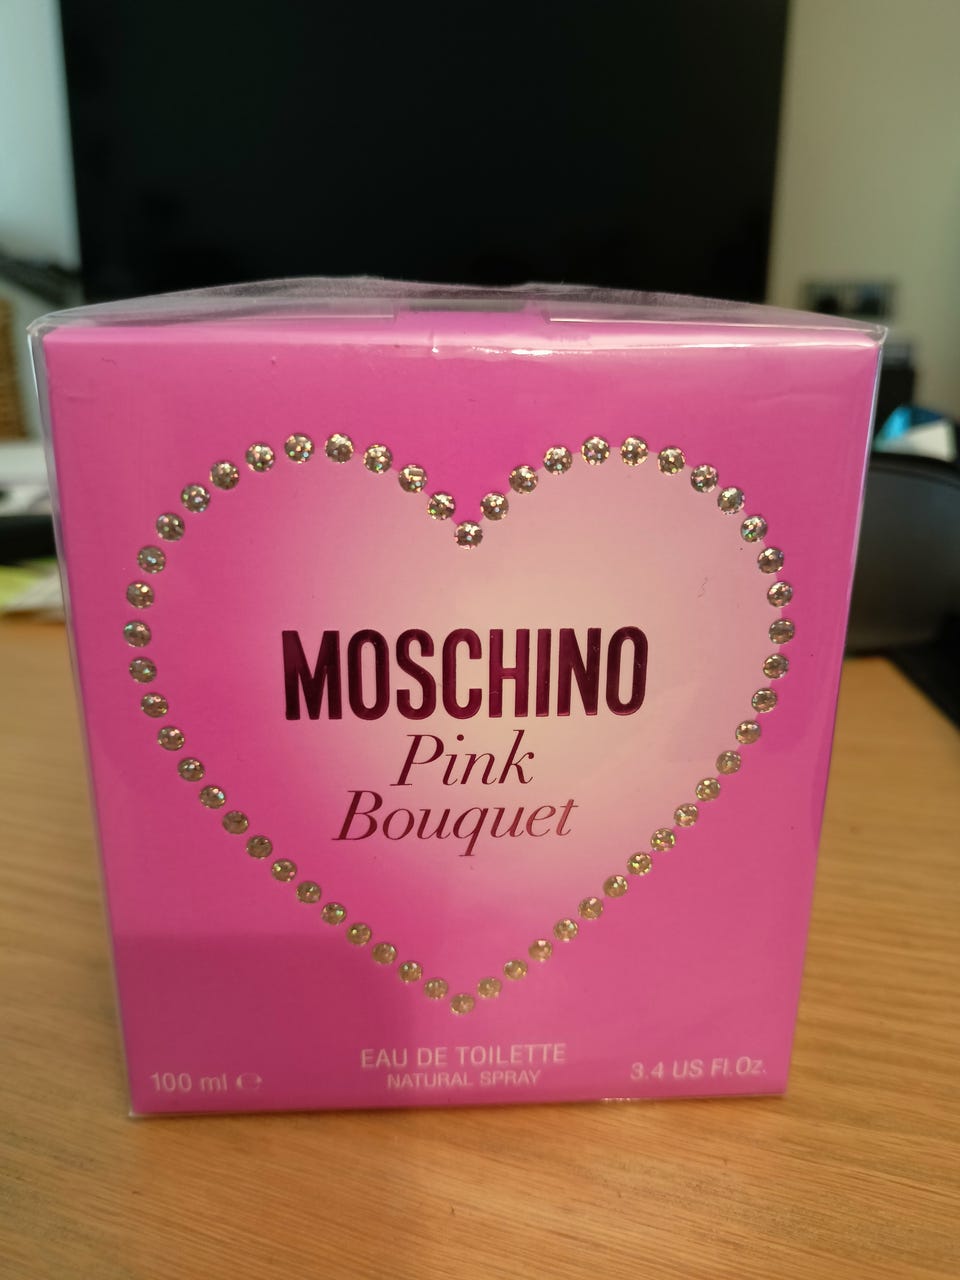 MOSCHINO
Pink
Bouquet
EAU DE TOILETTE
NATURAL SPRAY
100 ml ℮
3.4 US Fl.Oz.